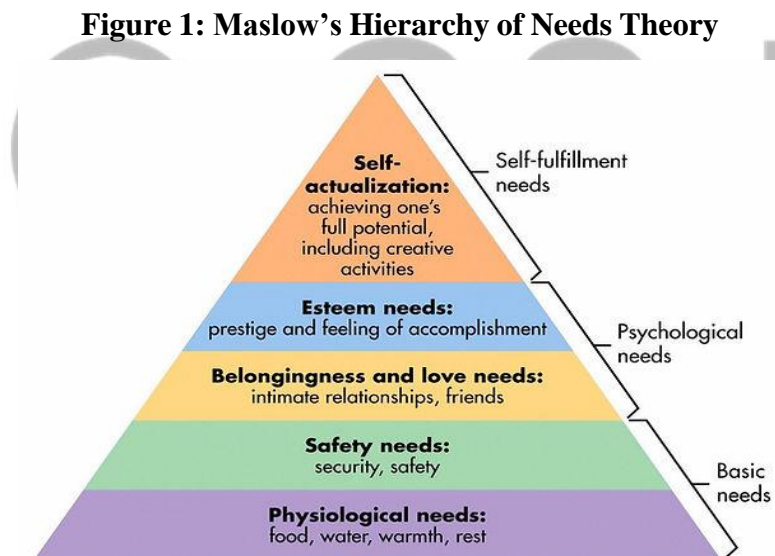 Figure 1: Maslow’s Hierarchy of Needs Theory
Self-
actualization:
achieving one’s
full potential,
including creative
activities
Self-fulfillment
needs
Esteem needs:
prestige and feeling of accomplishment
Psychological
needs
Belongingness and love needs:
intimate relationships, friends
Safety needs:
security, safety
Basic
needs
Physiological needs:
food, water, warmth, rest